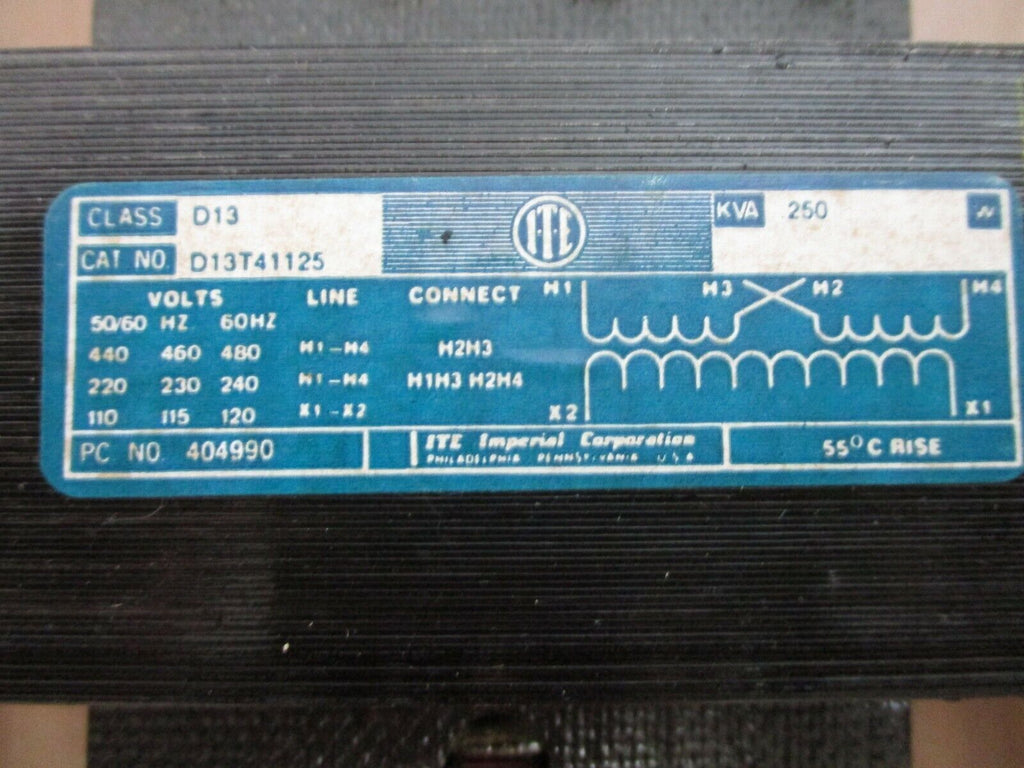 CLASS D13 I·T·E KVA 250
CAT NO D13T41125
VOLTS LINE CONNECT H1 H3 H2 H4
50/60 HZ 60HZ
440 460 480 H1-H4 H2H3
220 230 240 H1-H4 H1H3 H2H4
110 115 120 X1-X2 X2 X1
PC NO 404990 ITE Imperial Corporation 55°C RISE
PHILADELPHIA PENNSYLVANIA U.S.A